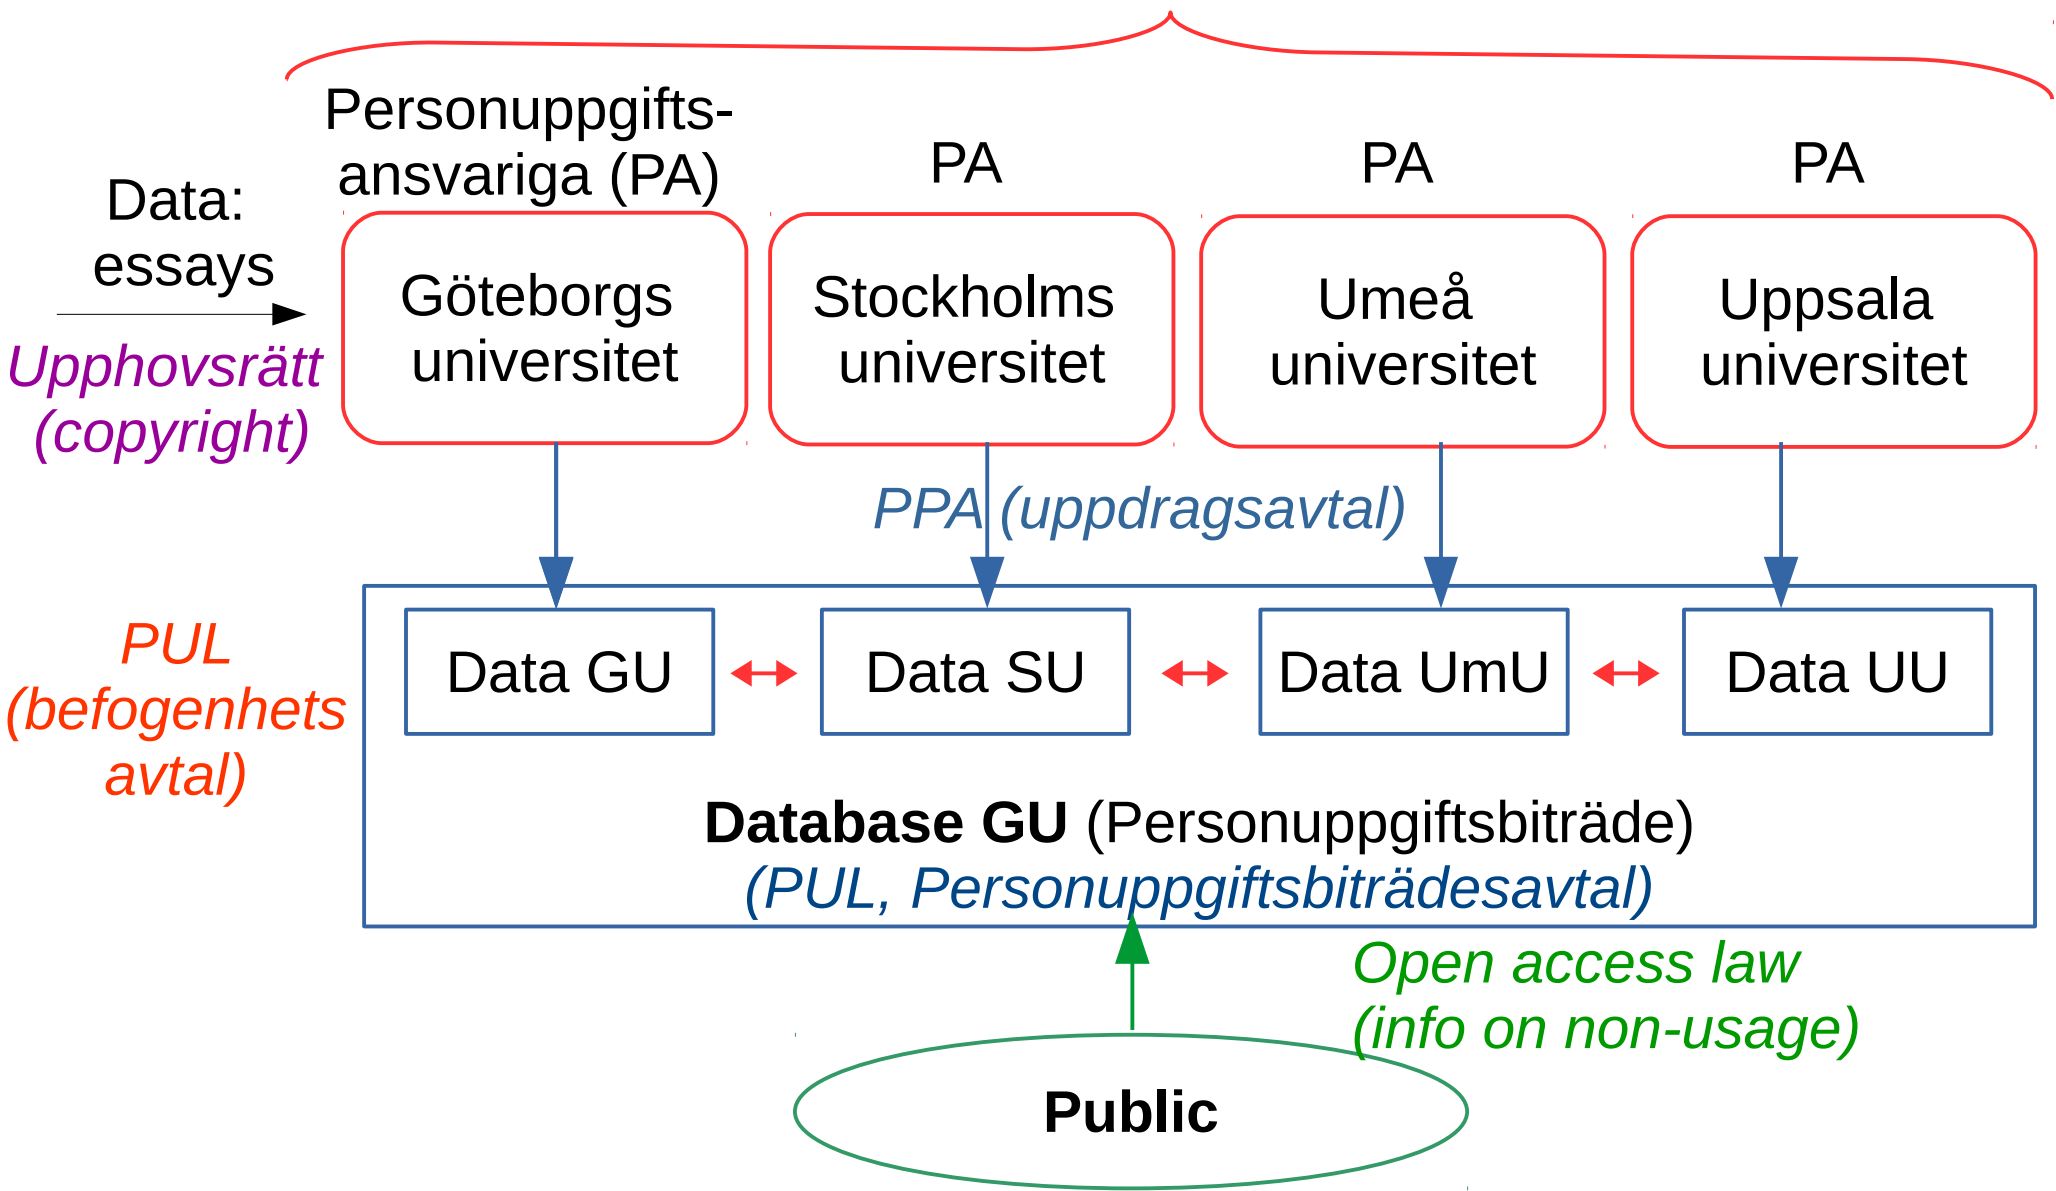 Personuppgifts-
ansvariga (PA)
PA
PA
PA
Data:
essays
Upphovsrätt
(copyright)
Göteborgs
universitet
Stockholms
universitet
Umeå
universitet
Uppsala
universitet
PPA (uppdragsavtal)
PUL
(befogenhets
avtal)
Data GU
Data SU
Data UmU
Data UU
Database GU (Personuppgiftsbiträde)
(PUL, Personuppgiftsbiträdesavtal)
Open access law
(info on non-usage)
Public